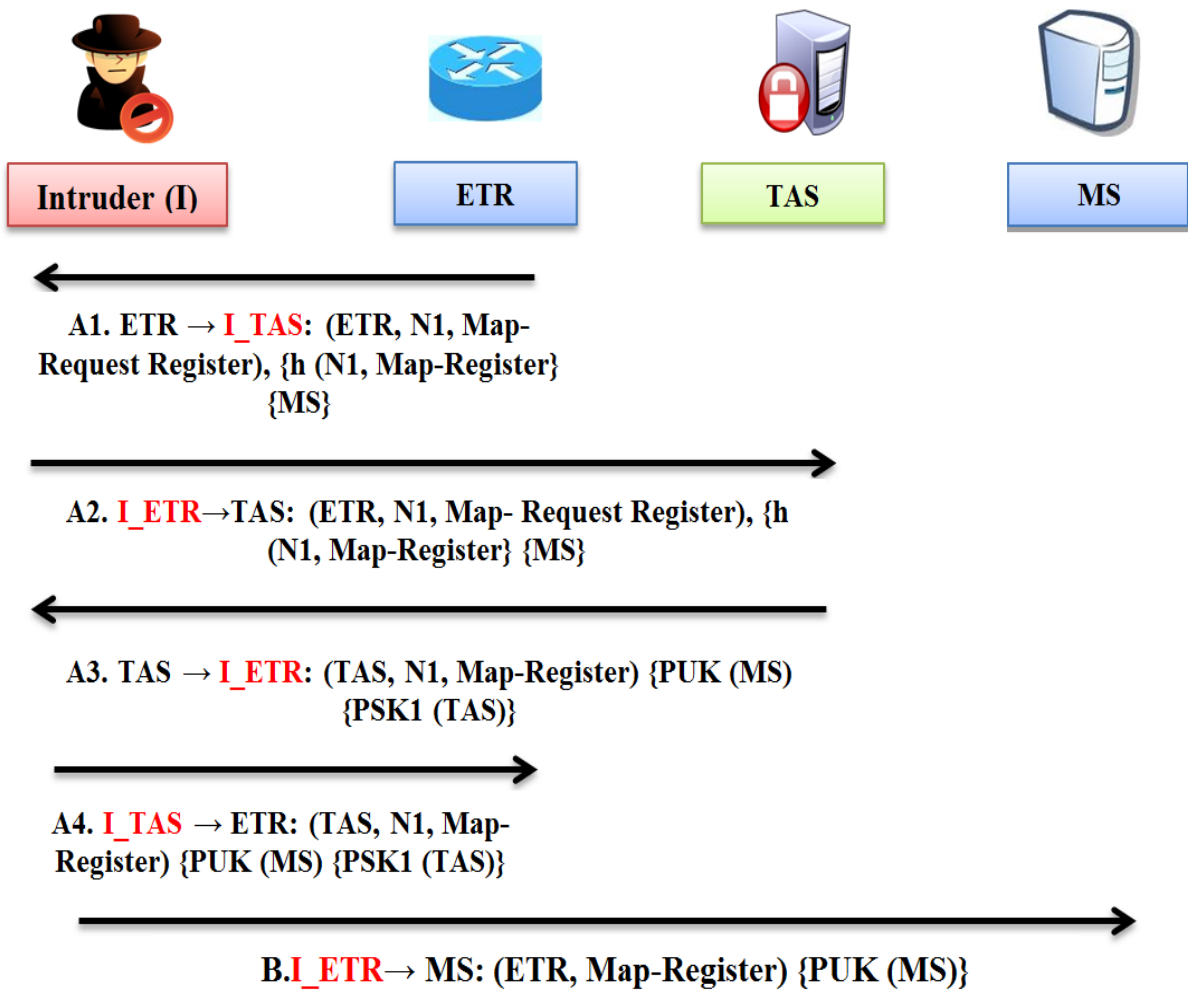 Intruder (I)
ETR
TAS
MS
A1. ETR → I_TAS: (ETR, N1, Map-
Request Register), {h (N1, Map-Register}
{MS}
A2. I_ETR→TAS: (ETR, N1, Map- Request Register), {h
(N1, Map-Register} {MS}
A3. TAS → I_ETR: (TAS, N1, Map-Register) {PUK (MS)
{PSK1 (TAS)}
A4. I_TAS → ETR: (TAS, N1, Map-
Register) {PUK (MS) {PSK1 (TAS)}
B.I_ETR→ MS: (ETR, Map-Register) {PUK (MS)}